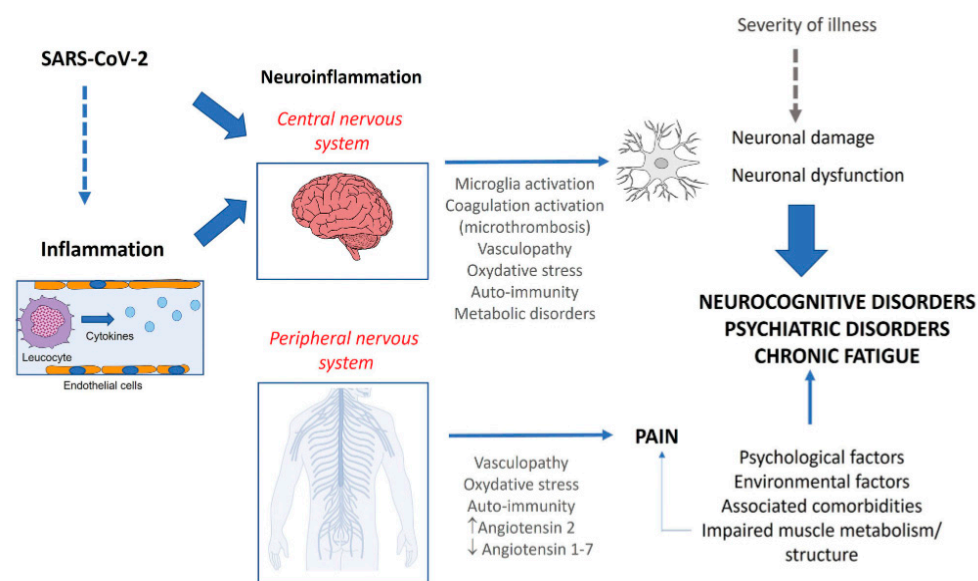 SARS-CoV-2
Inflammation
Leucocyte
Cytokines
Endothelial cells
Neuroinflammation
Central nervous
system
Peripheral nervous
system
Microglia activation
Coagulation activation
(microthrombosis)
Vasculopathy
Oxydative stress
Auto-immunity
Metabolic disorders
Vasculopathy
Oxydative stress
Auto-immunity
↑Angiotensin 2
↓ Angiotensin 1-7
Severity of illness
Neuronal damage
Neuronal dysfunction
NEUROCOGNITIVE DISORDERS
PSYCHIATRIC DISORDERS
CHRONIC FATIGUE
PAIN
Psychological factors
Environmental factors
Associated comorbidities
Impaired muscle metabolism/
structure